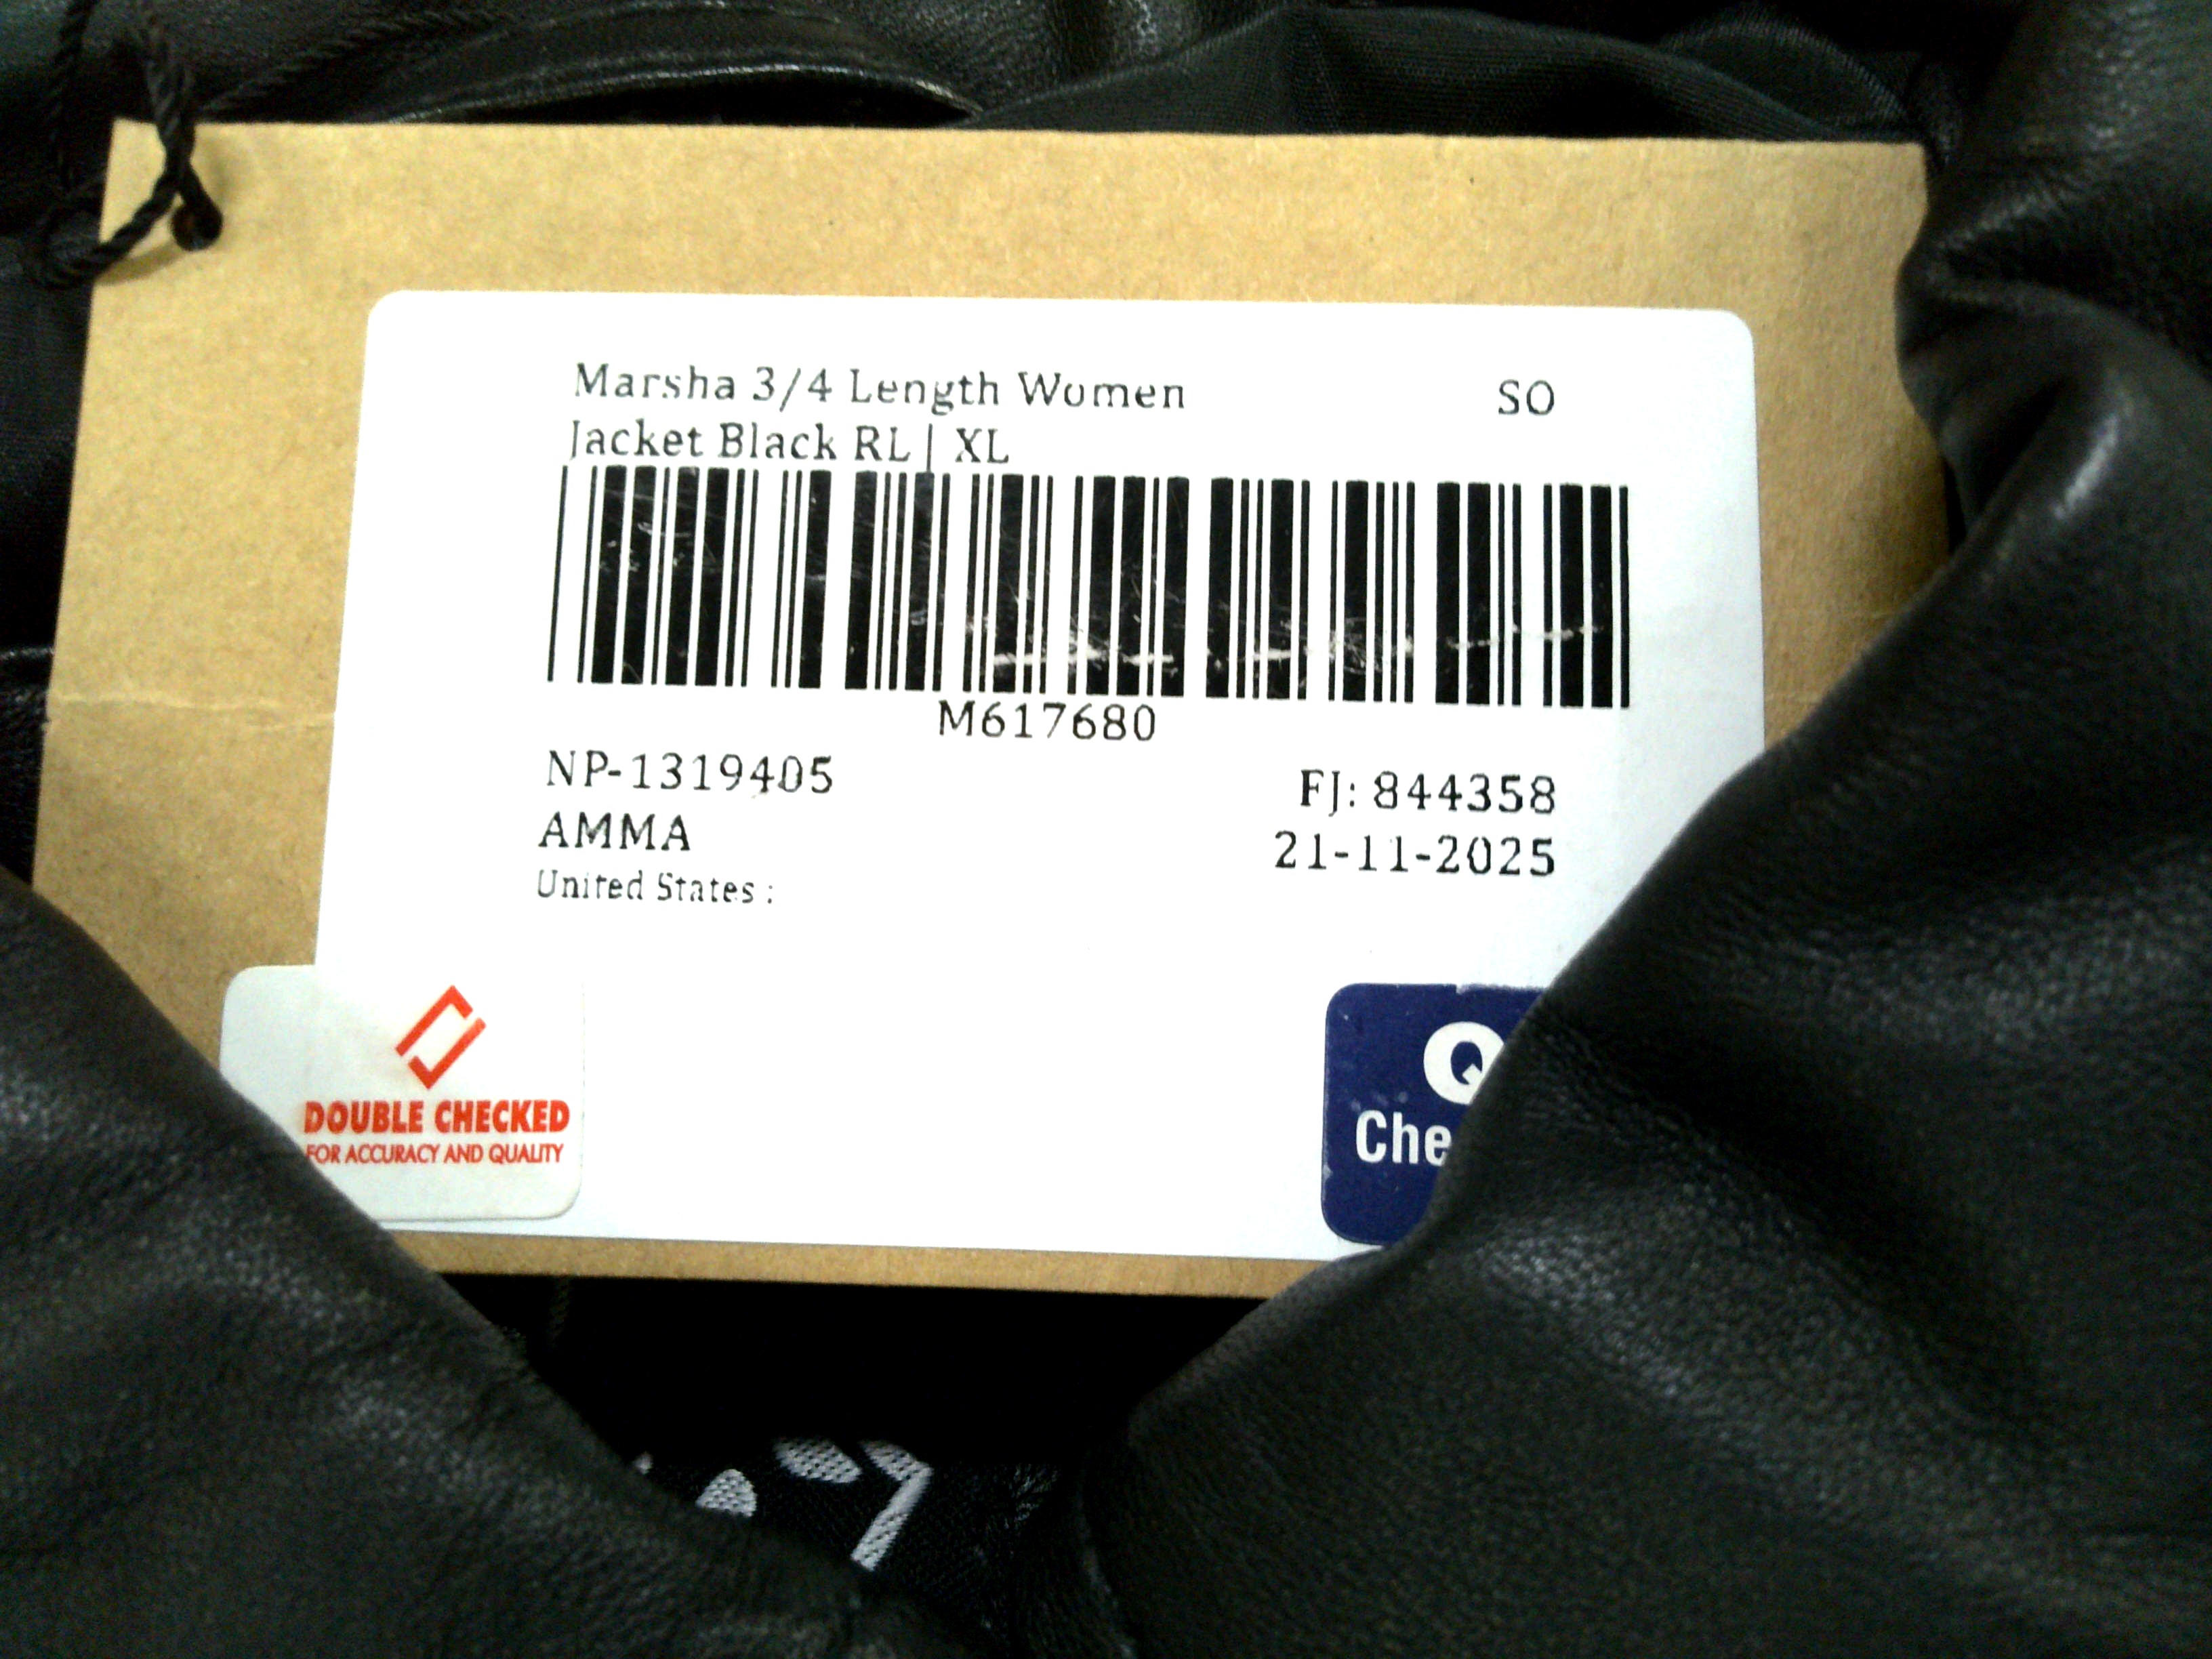 Marsha 3/4 Length Women
SO
Jacket Black RL | XL
M617680
NP-1319405
FJ: 844358
AMMA
21-11-2025
United States :
DOUBLE CHECKED
FOR ACCURACY AND QUALITY